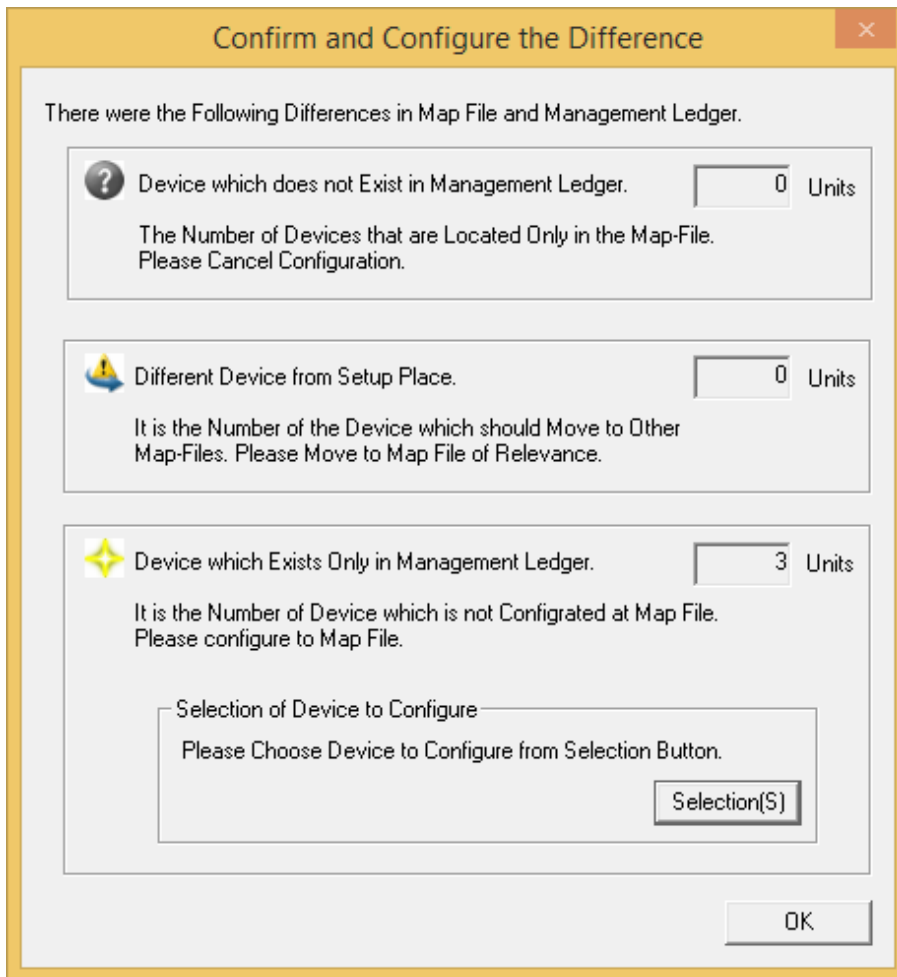 Confirm and Configure the Difference
There were the Following Differences in Map File and Management Ledger.
Device which does not Exist in Management Ledger. 0 Units
The Number of Devices that are Located Only in the Map-File.
Please Cancel Configuration.
Different Device from Setup Place. 0 Units
It is the Number of the Device which should Move to Other
Map-Files. Please Move to Map File of Relevance.
Device which Exists Only in Management Ledger. 3 Units
It is the Number of Device which is not Configrated at Map File.
Please configure to Map File.
Selection of Device to Configure
Please Choose Device to Configure from Selection Button.
Selection(S)
OK